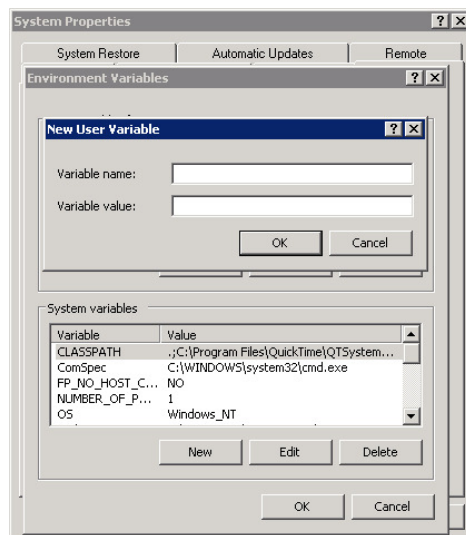 System Properties
System Restore Automatic Updates Remote
Environment Variables
New User Variable
Variable name:
Variable value:
OK Cancel
System variables
Variable Value
CLASSPATH .;C:\Program Files\QuickTime\QTSystem...
ComSpec C:\WINDOWS\system32\cmd.exe
FP_NO_HOST_C... NO
NUMBER_OF_P... 1
OS Windows_NT
New Edit Delete
OK Cancel